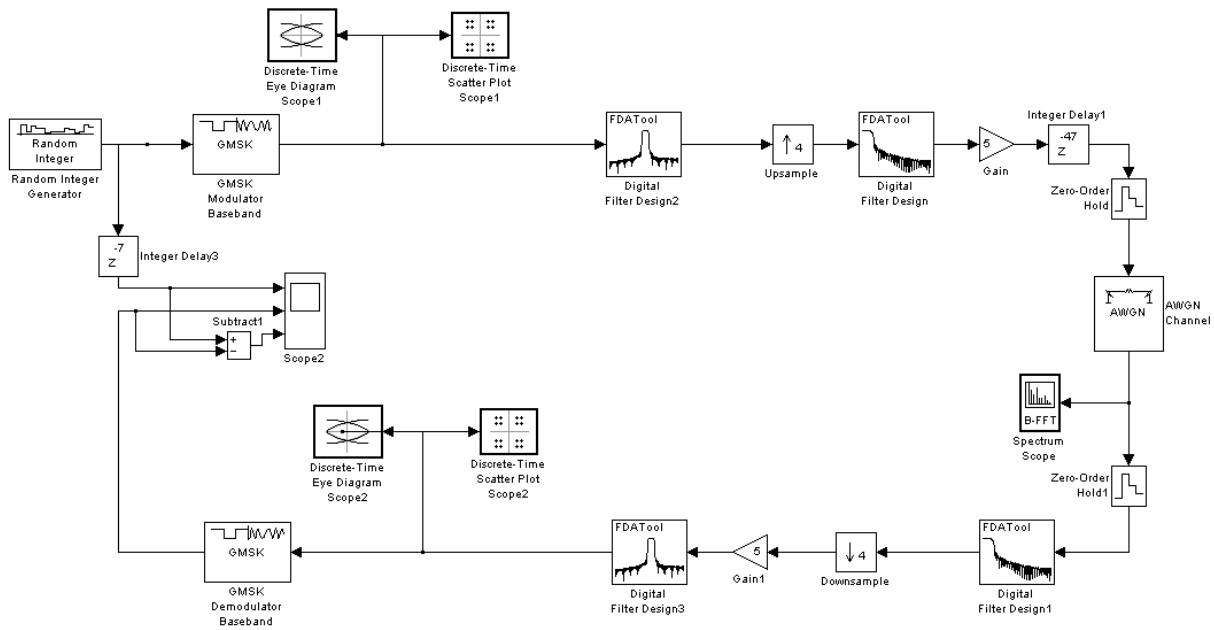 Discrete-Time
Eye Diagram
Scope1
Discrete-Time
Scatter Plot
Scope1
Random
Integer
Random Integer
Generator
GMSK
GMSK
Modulator
Baseband
FDATool
Digital
Filter Design2
4
Upsample
FDATool
Digital
Filter Design
5
Gain
Integer Delay1
-47
Z
Zero-Order
Hold
-7
Z
Integer Delay3
Subtract1
+
−
Scope2
AWGN
AWGN
Channel
B-FFT
Spectrum
Scope
Zero-Order
Hold1
Discrete-Time
Eye Diagram
Scope2
Discrete-Time
Scatter Plot
Scope2
GMSK
GMSK
Demodulator
Baseband
FDATool
Digital
Filter Design3
5
Gain1
4
Downsample
FDATool
Digital
Filter Design1